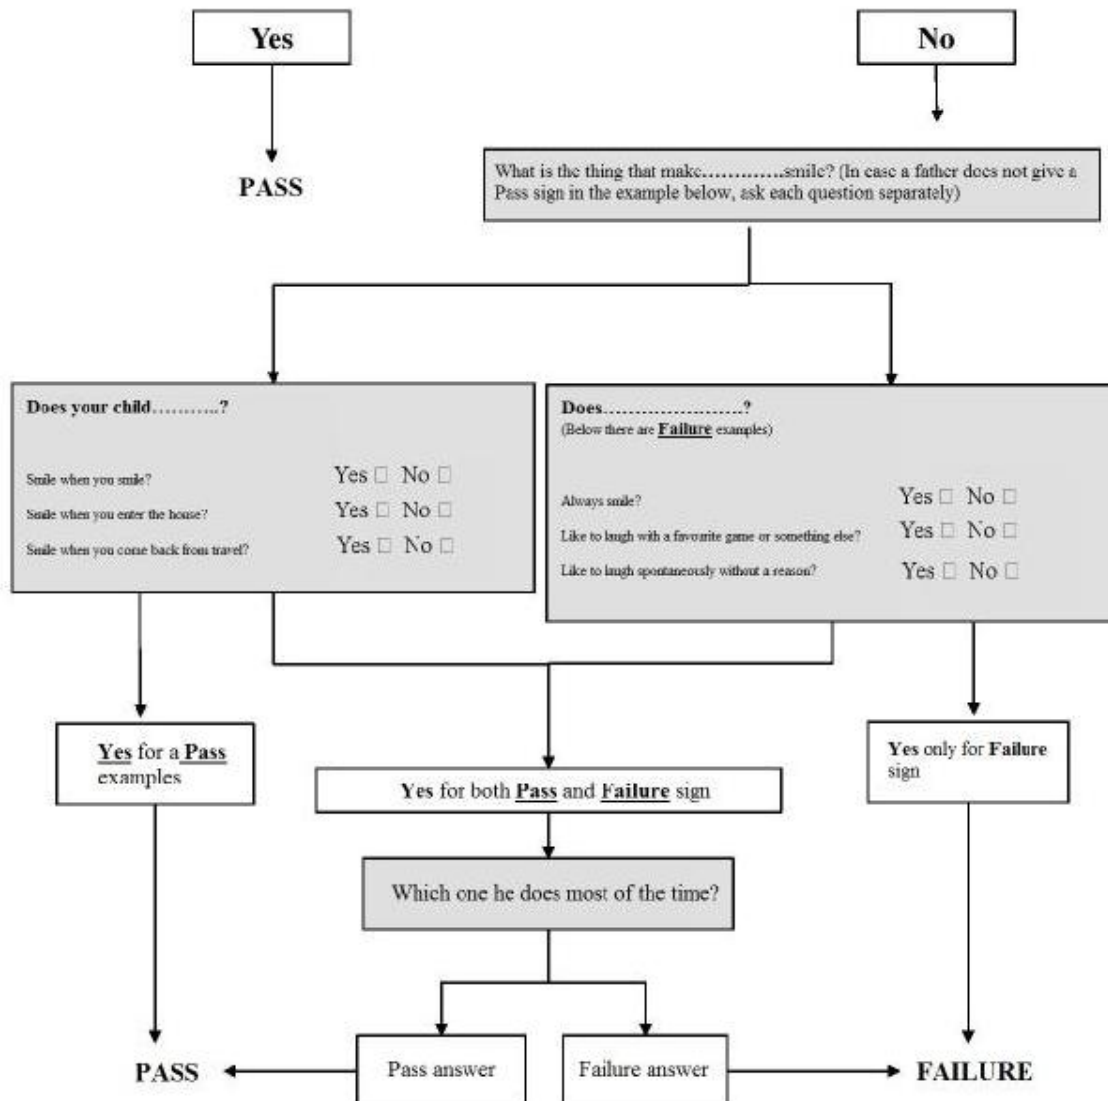 Yes
No
PASS
What is the thing that make………….smile? (In case a father does not give a
Pass sign in the example below, ask each question separately)
Does your child………..?
Smile when you smile? Yes □ No □
Smile when you enter the house? Yes □ No □
Smile when you come back from travel? Yes □ No □
Does………………….?
(Below there are Failure examples)
Always smile? Yes □ No □
Like to laugh with a favourite game or something else? Yes □ No □
Like to laugh spontaneously without a reason? Yes □ No □
Yes for a Pass
examples
Yes for both Pass and Failure sign
Yes only for Failure
sign
Which one he does most of the time?
PASS
Pass answer
Failure answer
FAILURE